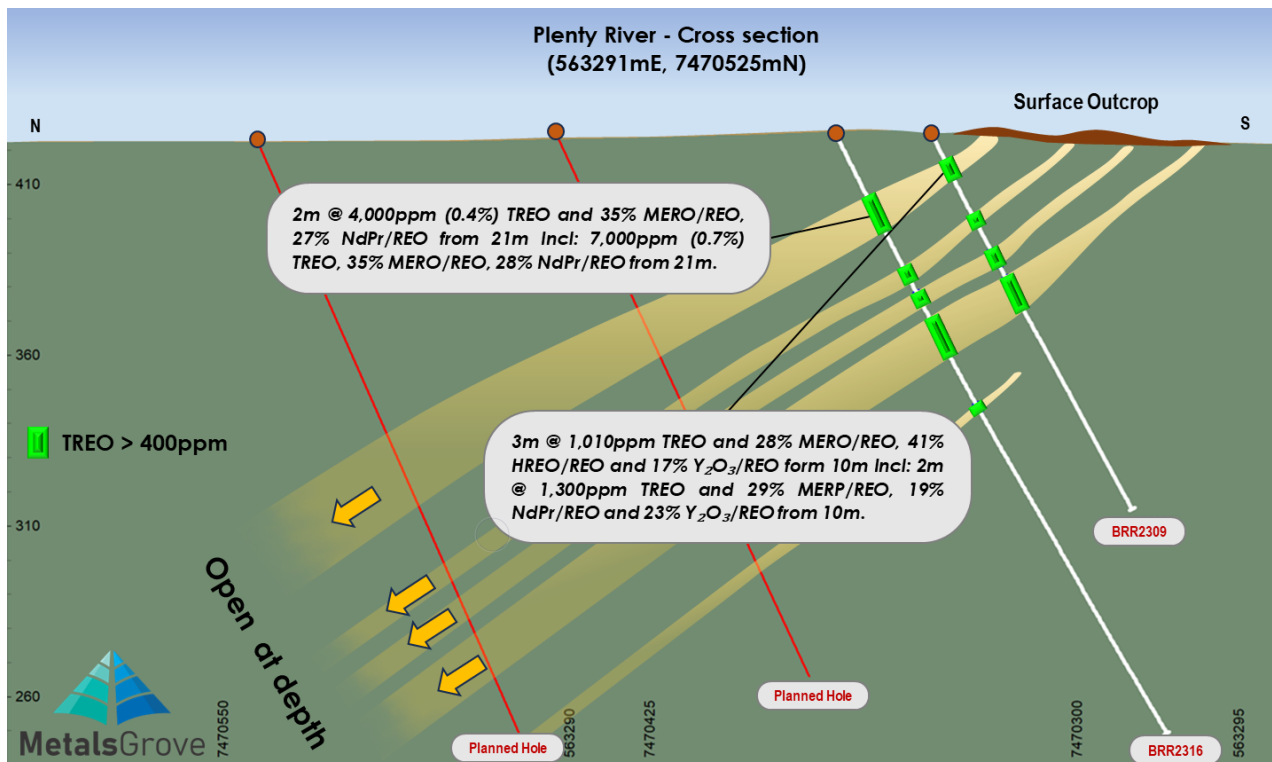 Plenty River - Cross section
(563291mE, 7470525mN)
Surface Outcrop
N
S
410
2m @ 4,000ppm (0.4%) TREO and 35% MERO/REO,
27% NdPr/REO from 21m Incl: 7,000ppm (0.7%)
TREO, 35% MERO/REO, 28% NdPr/REO from 21m.
360
TREO > 400ppm
3m @ 1,010ppm TREO and 28% MERO/REO, 41%
HREO/REO and 17% Y₂O₃/REO form 10m Incl: 2m
@ 1,300ppm TREO and 29% MERP/REO, 19%
NdPr/REO and 23% Y₂O₃/REO from 10m.
310
BRR2309
Open at depth
260
Planned Hole
MetalsGrove
7470550
Planned Hole
563290
7470425
7470300
BRR2316
563295